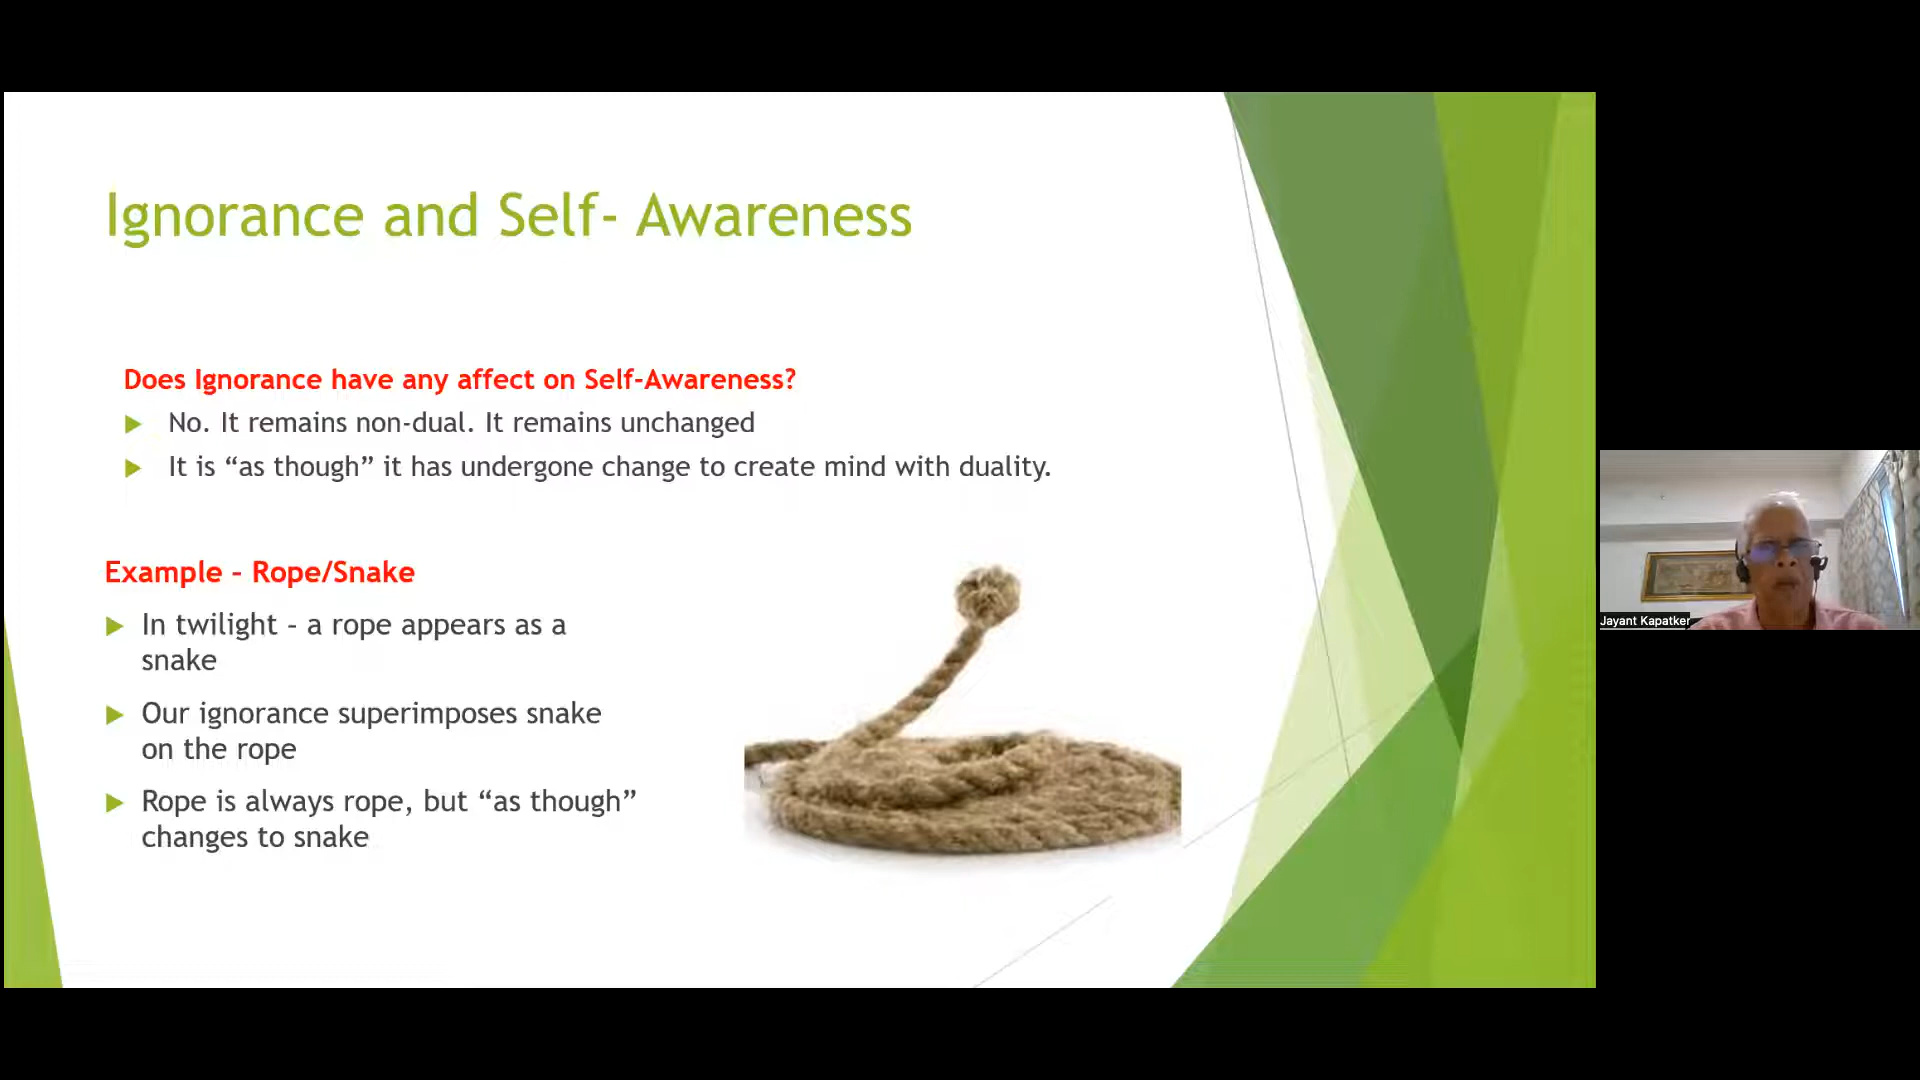 Ignorance and Self- Awareness
Does Ignorance have any affect on Self-Awareness?
No. It remains non-dual. It remains unchanged
It is “as though” it has undergone change to create mind with duality.
Example – Rope/Snake
In twilight – a rope appears as a
snake
Our ignorance superimposes snake
on the rope
Rope is always rope, but “as though”
changes to snake
Jayant Kapatker